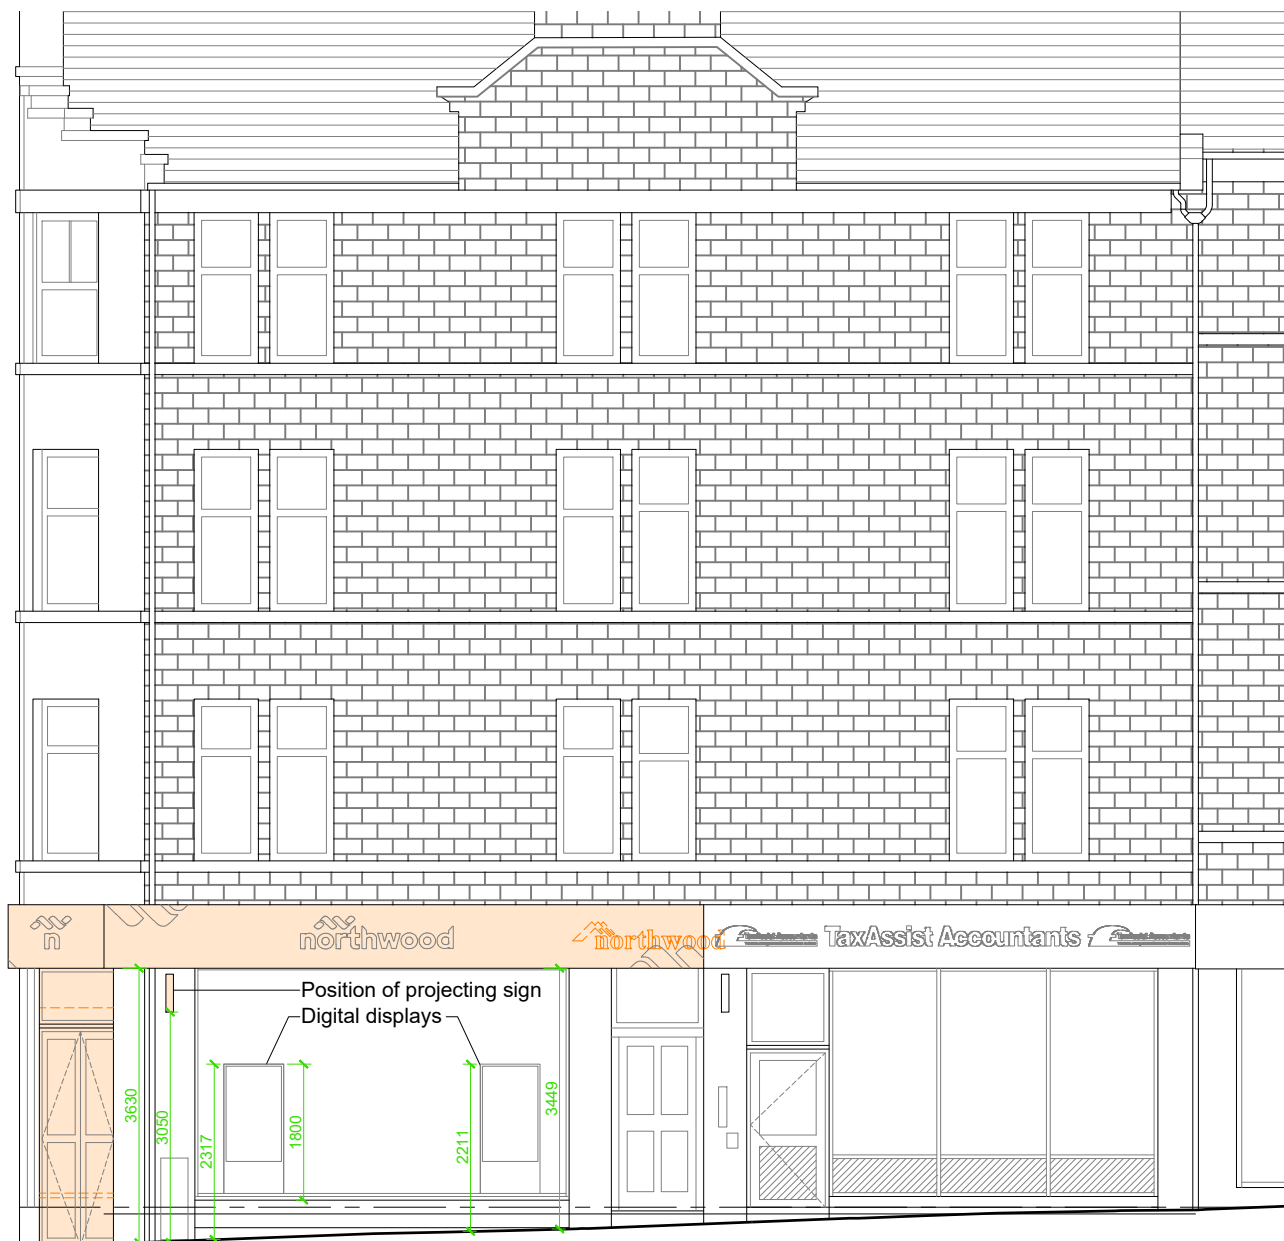 n
northwood
northwood
TaxAssist Accountants
Position of projecting sign
Digital displays
3630
3050
2317
1800
2211
3449